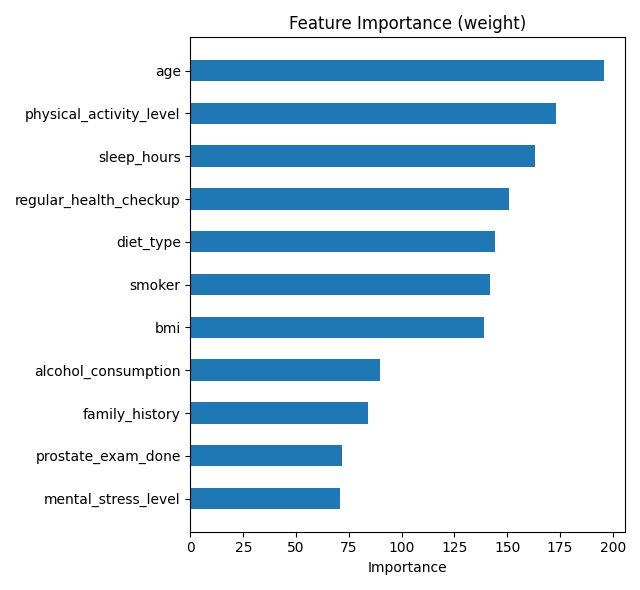 Feature Importance (weight)
age
physical_activity_level
sleep_hours
regular_health_checkup
diet_type
smoker
bmi
alcohol_consumption
family_history
prostate_exam_done
mental_stress_level
0 25 50 75 100 125 150 175 200
Importance